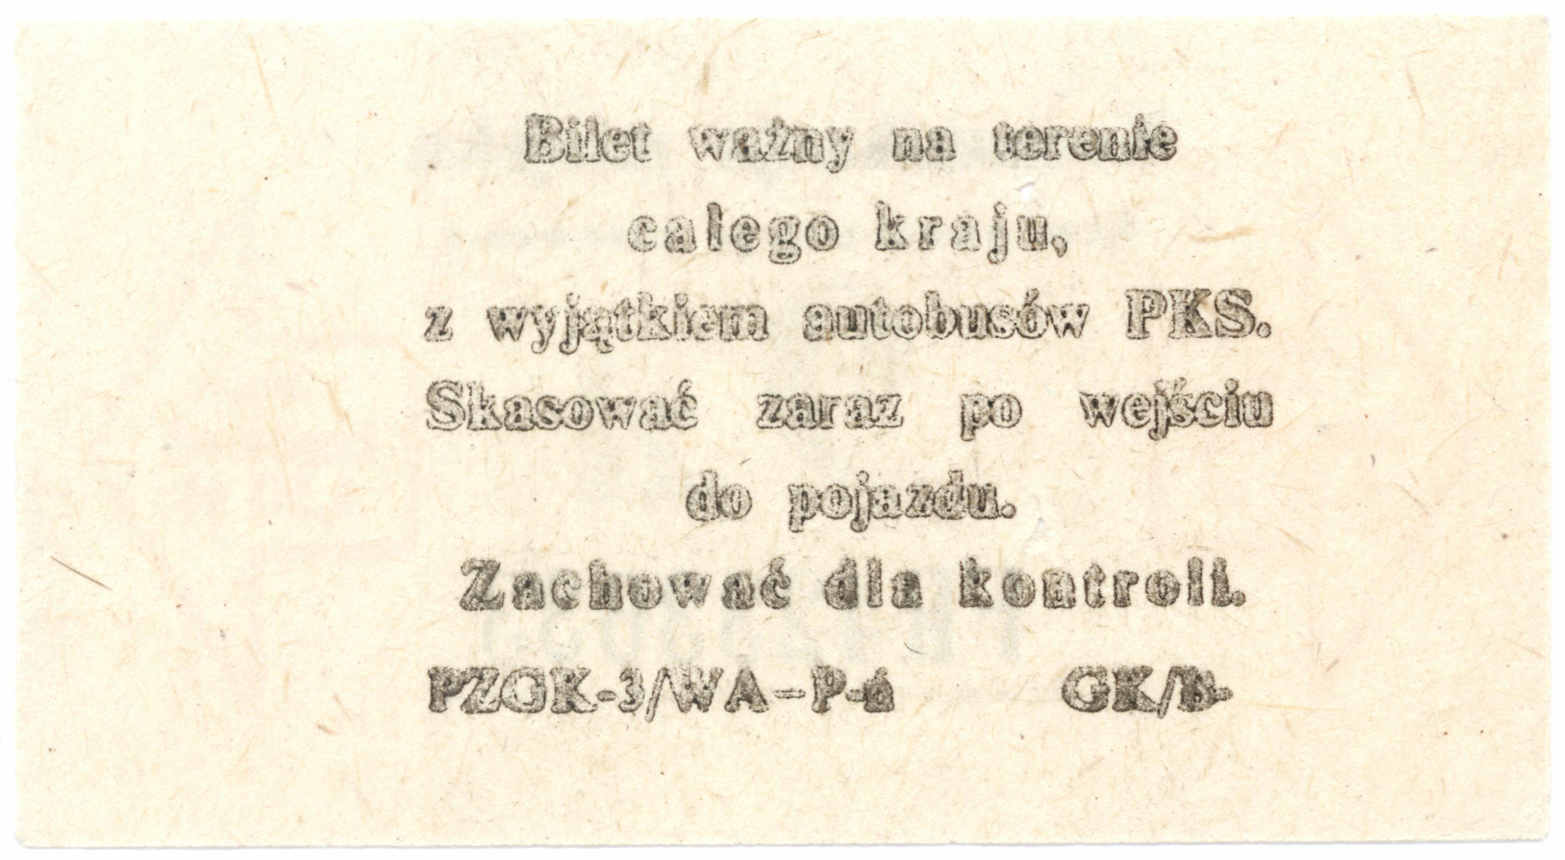 Bilet ważny na terenie
całego kraju,
z wyjątkiem autobusów PKS.
Skasować zaraz po wejściu
do pojazdu.
Zachować dla kontroli.
PZGK-3/WA–P-6 GK/B-